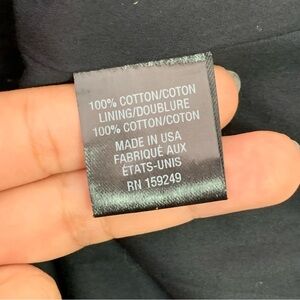 100% COTTON/COTON
LINING/DOUBLURE
100% COTTON/COTON
MADE IN USA
FABRIQUÉ AUX
ÉTATS-UNIS
RN 159249